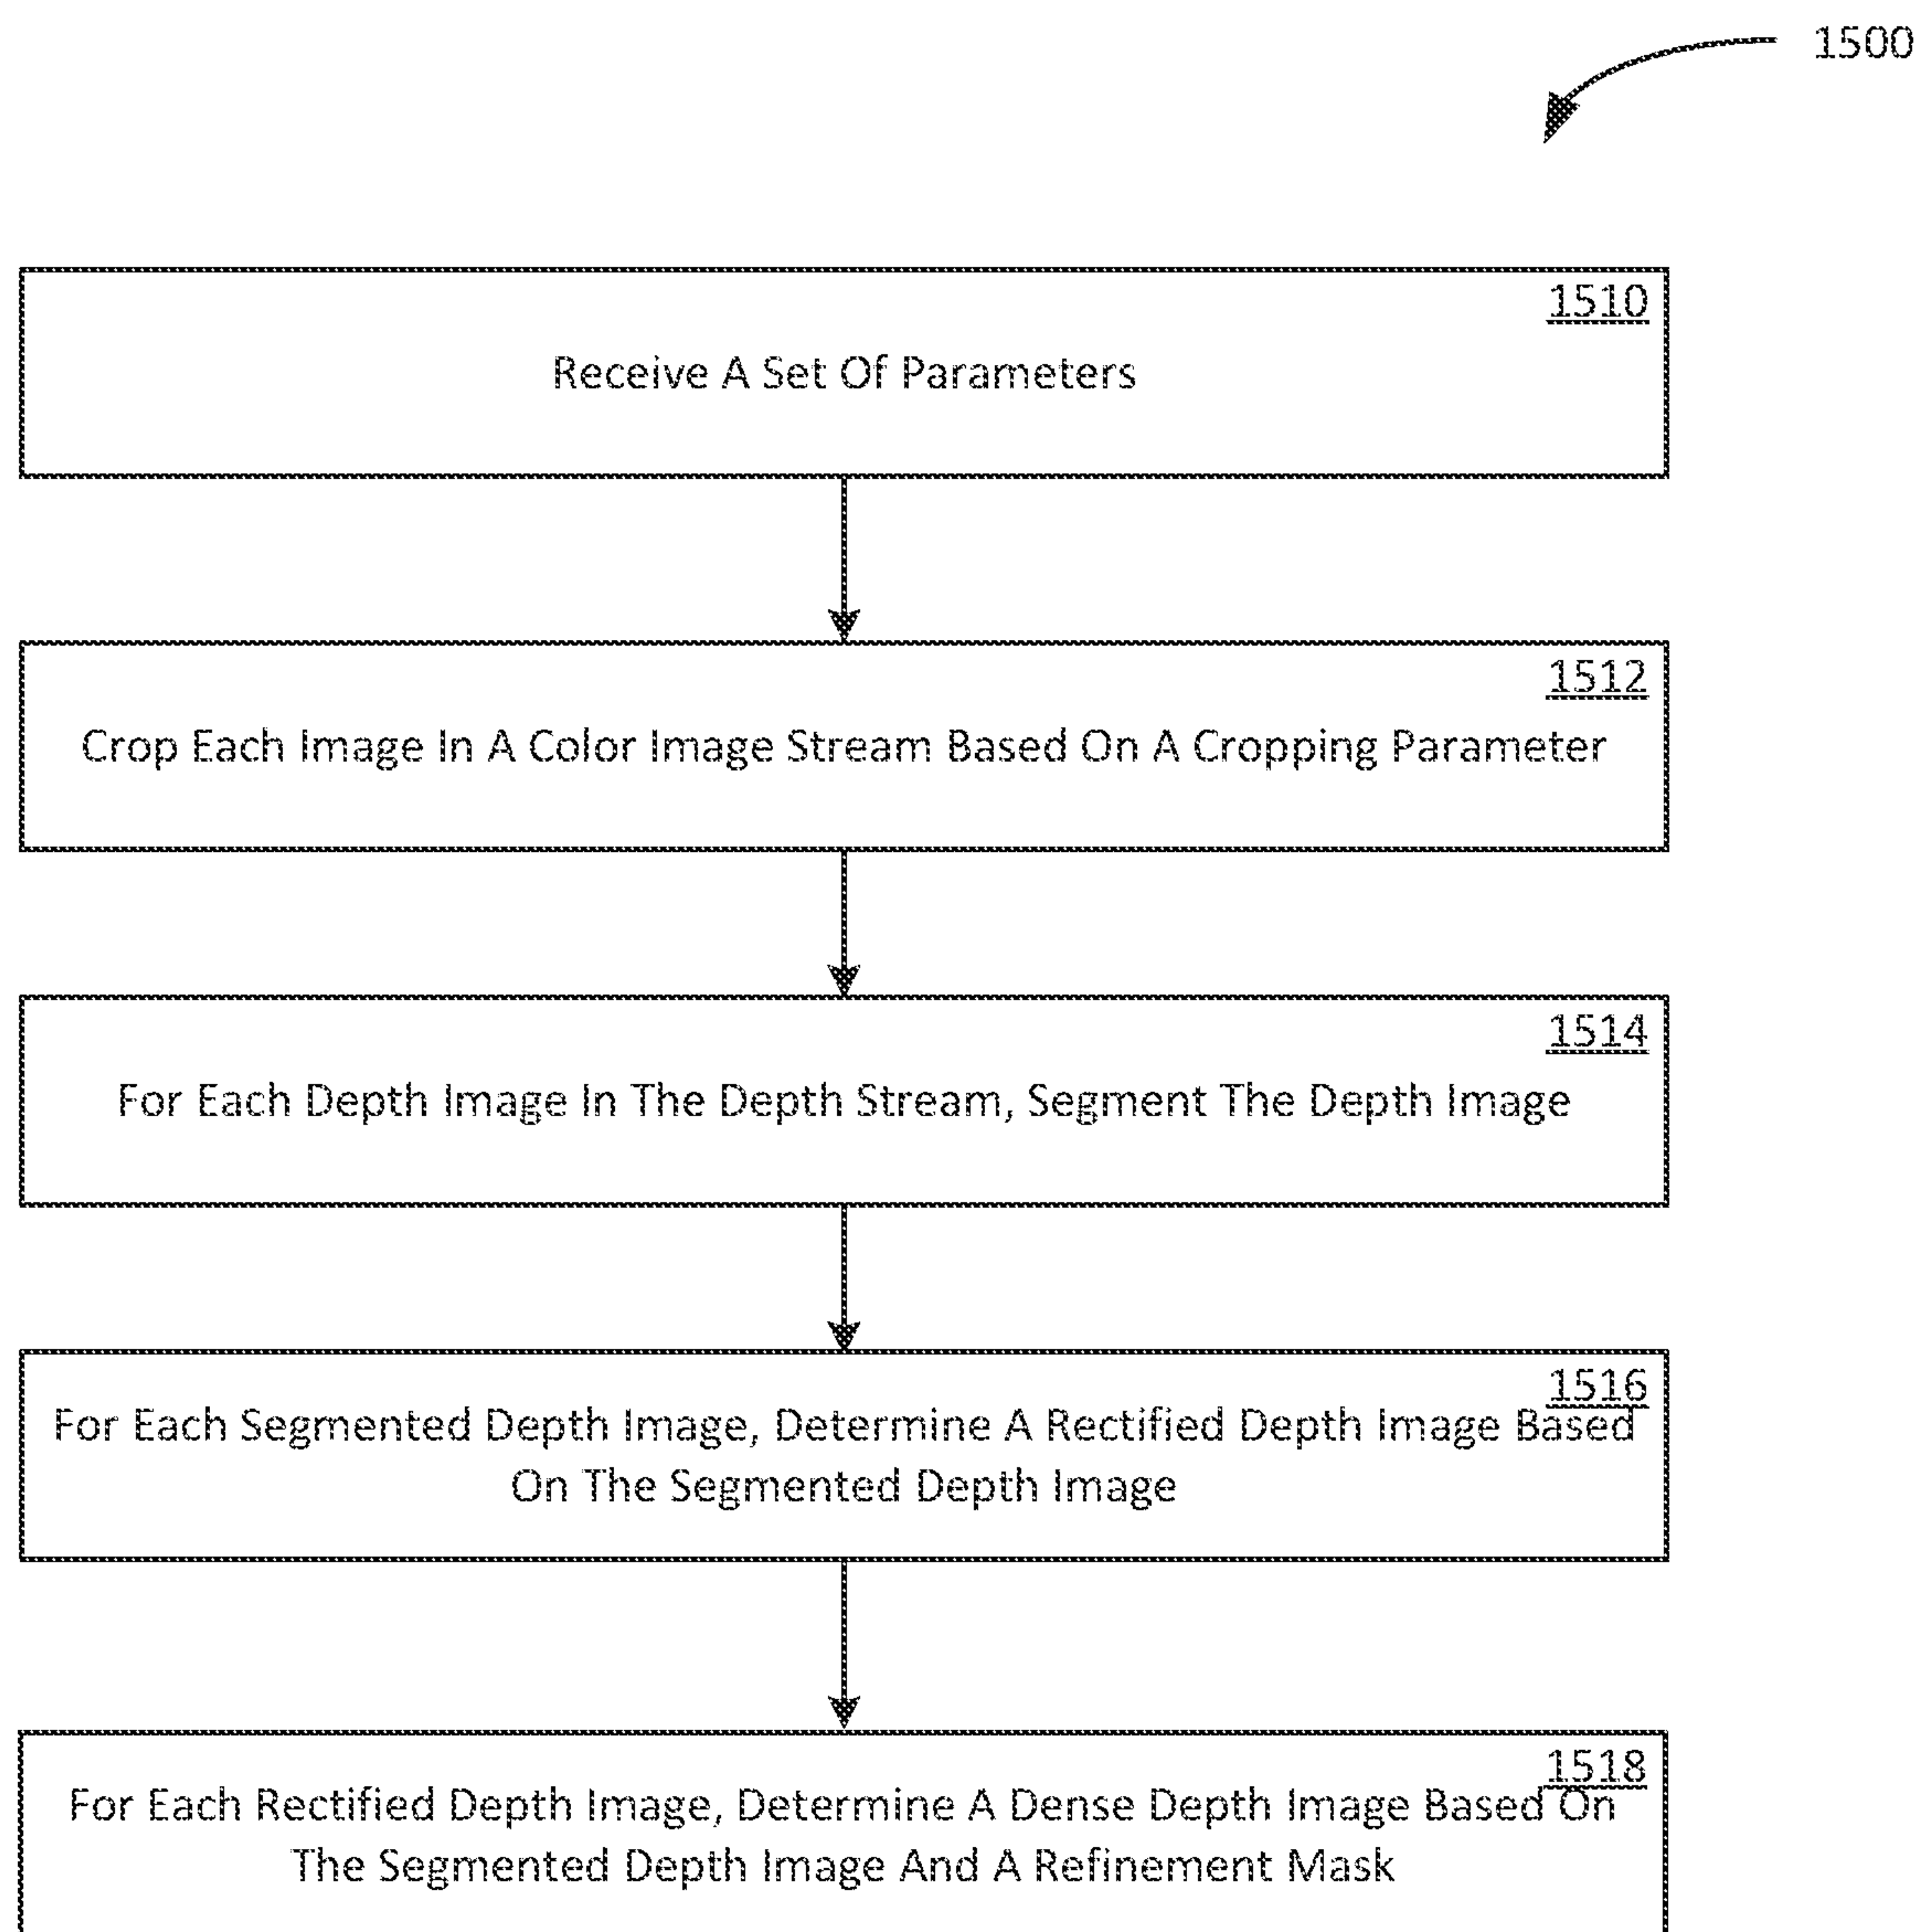 1500
1510
Receive A Set Of Parameters
1512
Crop Each Image In A Color Image Stream Based On A Cropping Parameter
1514
For Each Depth Image In The Depth Stream, Segment The Depth Image
1516
For Each Segmented Depth Image, Determine A Rectified Depth Image Based
On The Segmented Depth Image
1518
For Each Rectified Depth Image, Determine A Dense Depth Image Based On
The Segmented Depth Image And A Refinement Mask